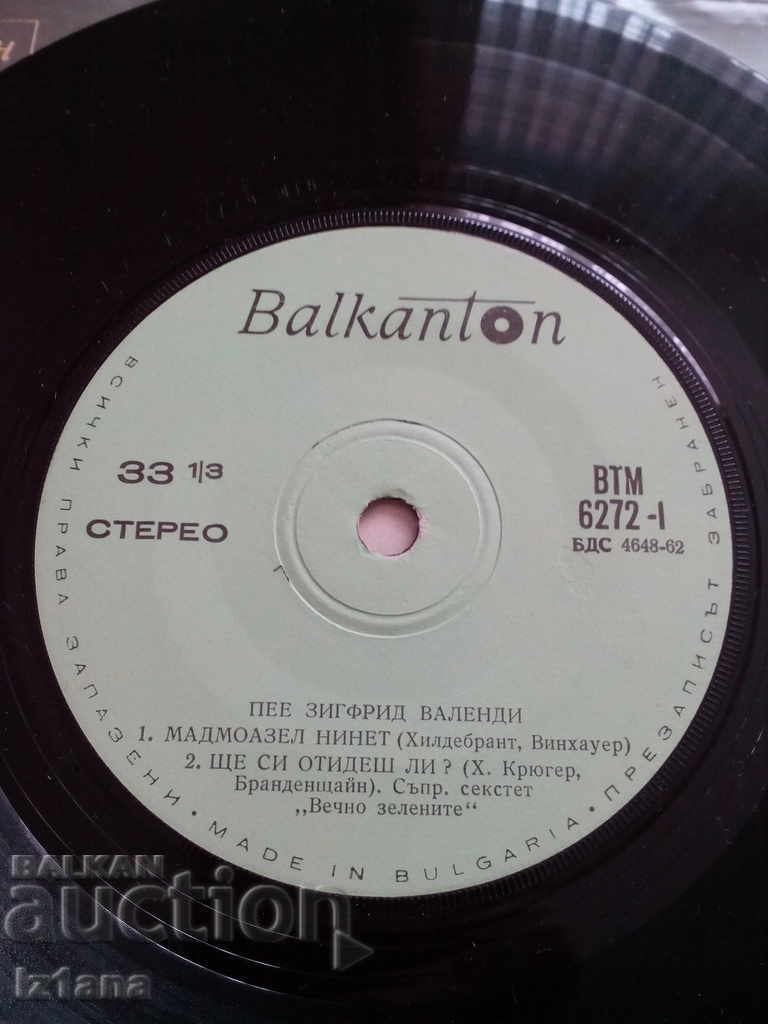 Balkanton
33 1/3
СТЕРЕО
ВТМ
6272-I
БДС 4648-62
ПЕЕ ЗИГФРИД ВАЛЕНДИ
1. МАДМОАЗЕЛ НИНЕТ (Хилдебрант, Винхауер)
2. ЩЕ СИ ОТИДЕШ ЛИ? (Х. Крюгер,
Бранденщайн). Съпр. секстет
„Вечно зелените“
ВСИЧКИ ПРАВА ЗАПАЗЕНИ • MADE IN BULGARIA • ПРЕЗАПИСЪТ ЗАБРАНЕН
BALKAN
auction
Iz1ana